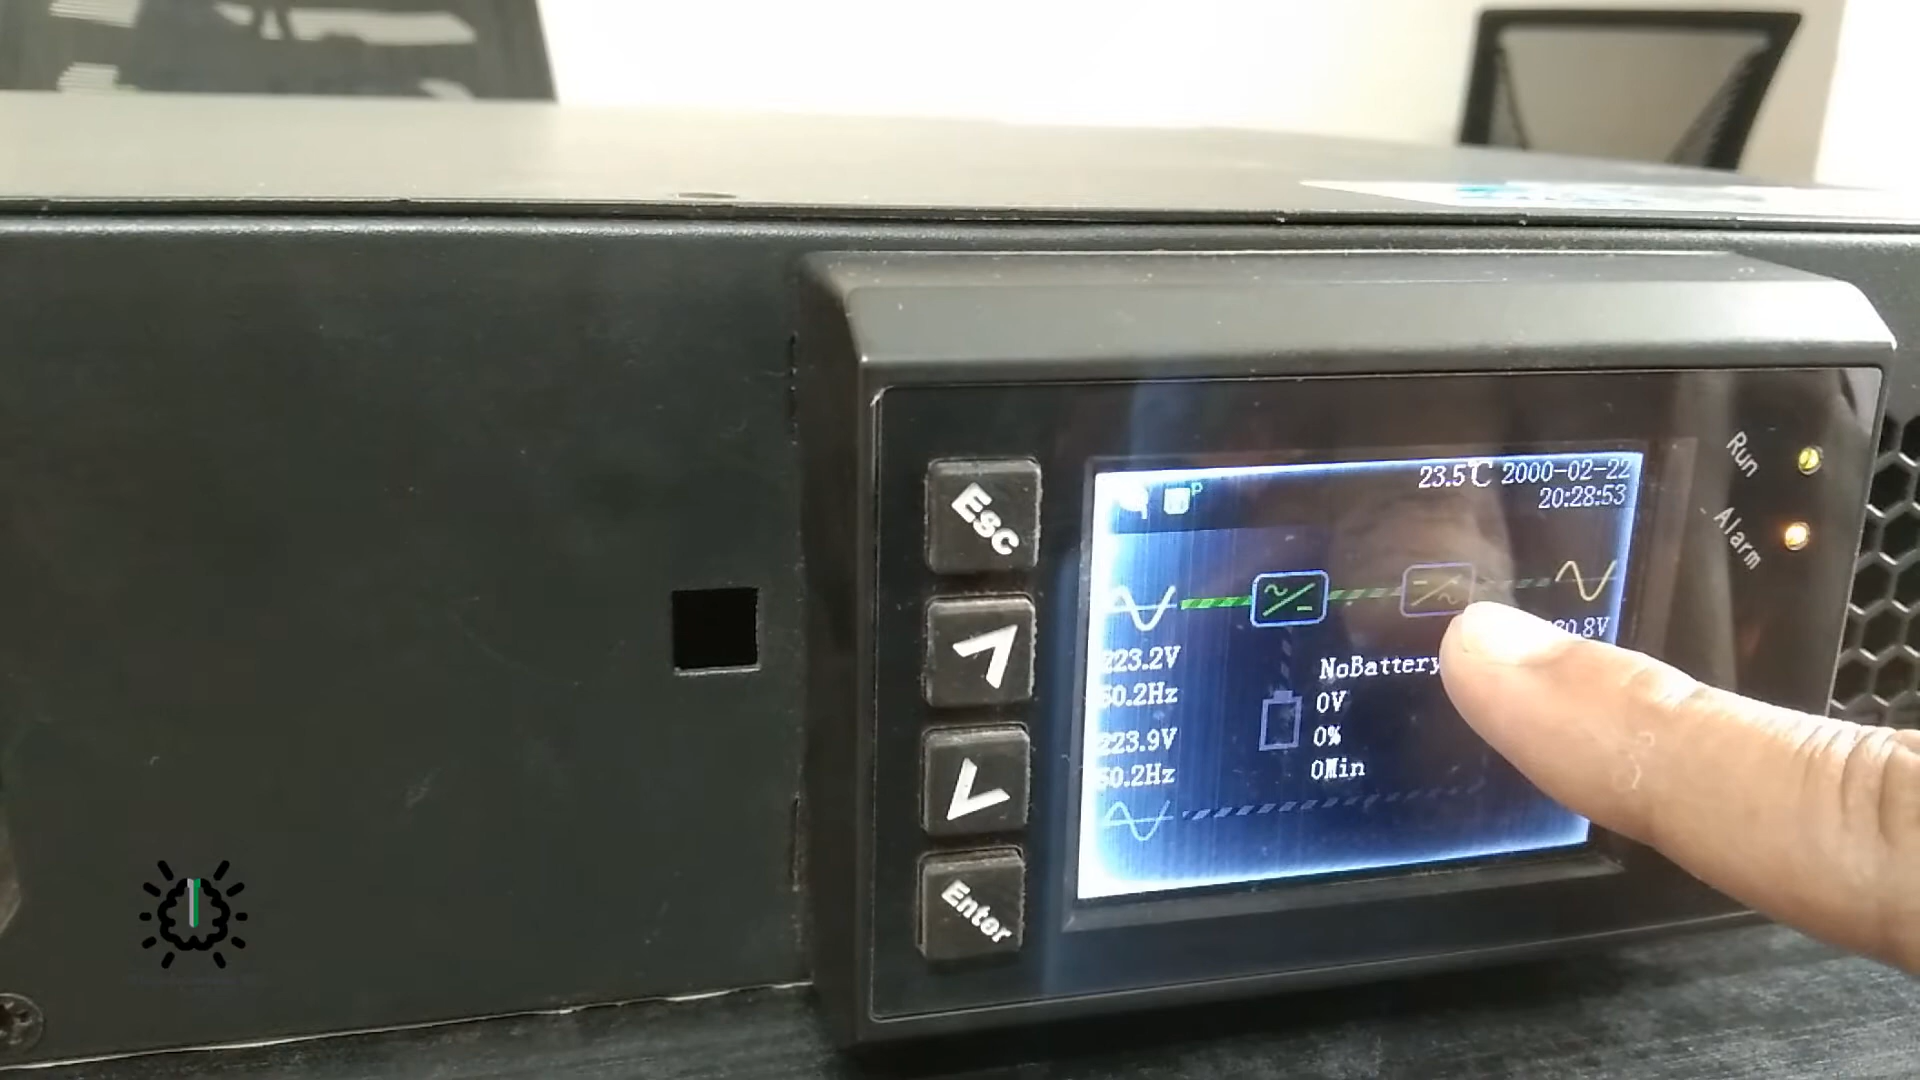 Esc
Enter
23.5℃ 2000-02-22
20:28:53
P
223.2V
50.2Hz
223.9V
50.2Hz
NoBattery
0V
0%
0Min
Run
Alarm